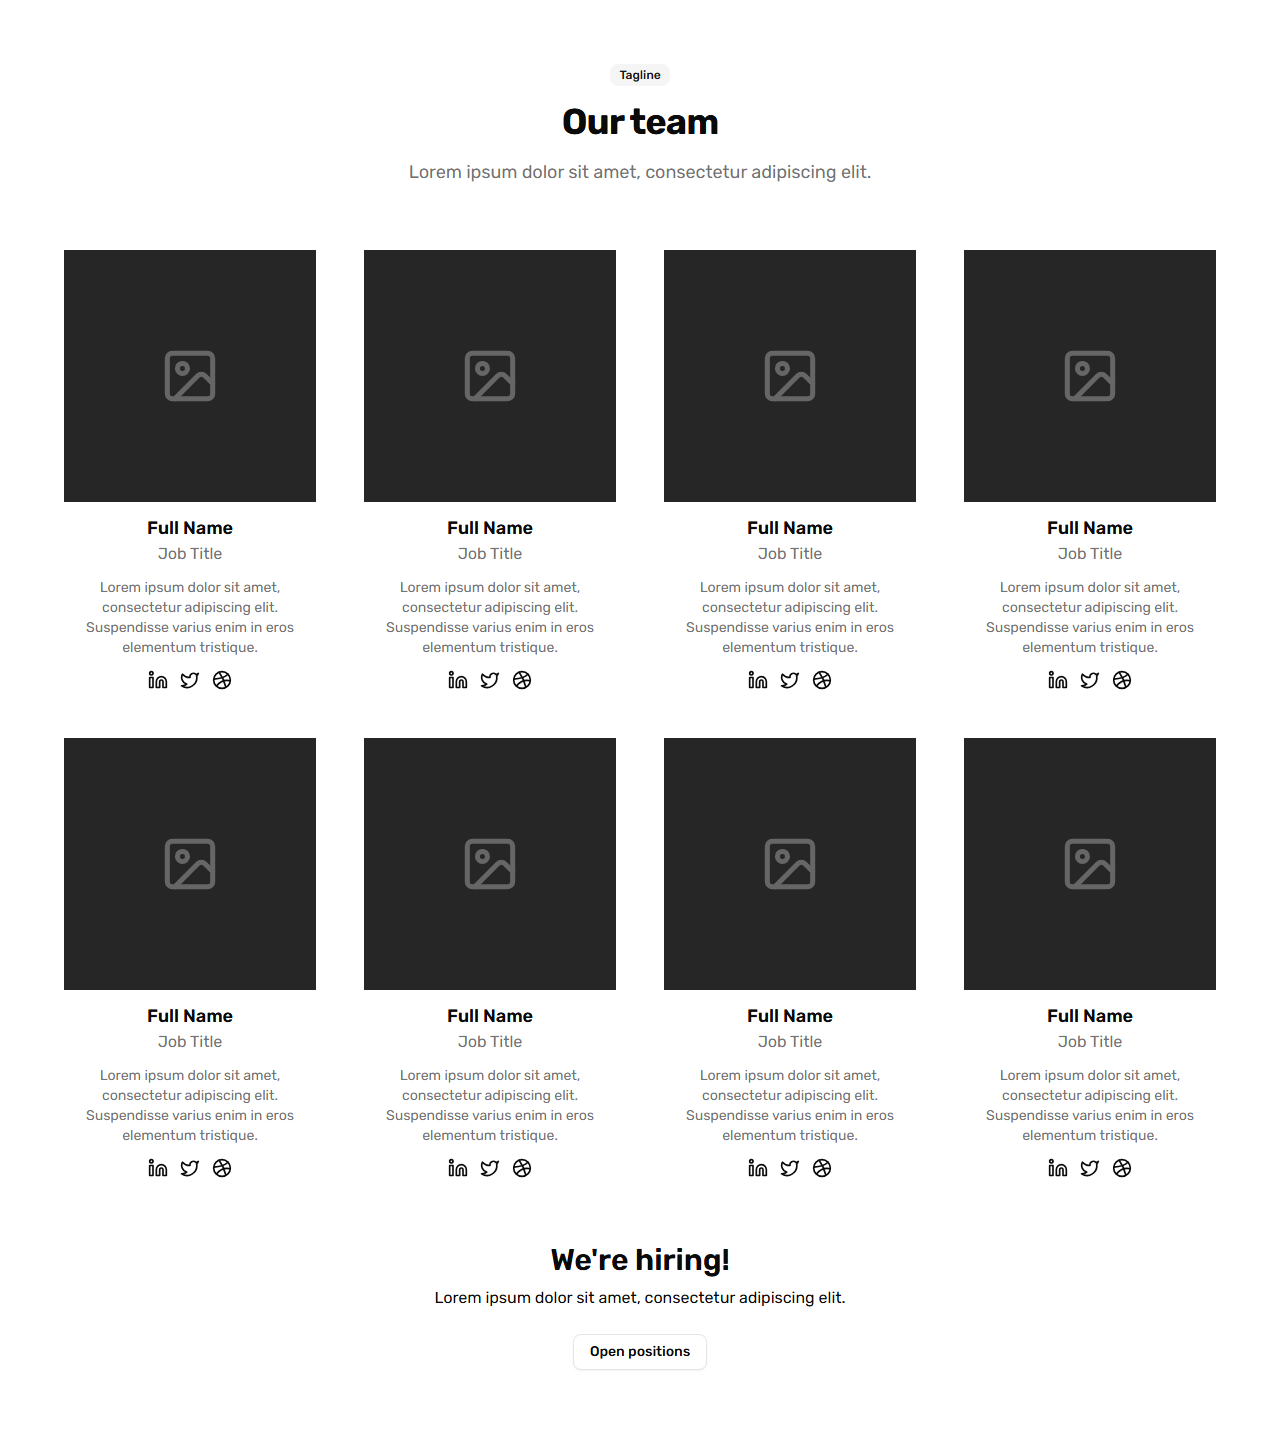 Tagline
Our team
Lorem ipsum dolor sit amet, consectetur adipiscing elit.
Full Name
Job Title
Lorem ipsum dolor sit amet,
consectetur adipiscing elit.
Suspendisse varius enim in eros
elementum tristique.
Full Name
Job Title
Lorem ipsum dolor sit amet,
consectetur adipiscing elit.
Suspendisse varius enim in eros
elementum tristique.
Full Name
Job Title
Lorem ipsum dolor sit amet,
consectetur adipiscing elit.
Suspendisse varius enim in eros
elementum tristique.
Full Name
Job Title
Lorem ipsum dolor sit amet,
consectetur adipiscing elit.
Suspendisse varius enim in eros
elementum tristique.
Full Name
Job Title
Lorem ipsum dolor sit amet,
consectetur adipiscing elit.
Suspendisse varius enim in eros
elementum tristique.
Full Name
Job Title
Lorem ipsum dolor sit amet,
consectetur adipiscing elit.
Suspendisse varius enim in eros
elementum tristique.
Full Name
Job Title
Lorem ipsum dolor sit amet,
consectetur adipiscing elit.
Suspendisse varius enim in eros
elementum tristique.
Full Name
Job Title
Lorem ipsum dolor sit amet,
consectetur adipiscing elit.
Suspendisse varius enim in eros
elementum tristique.
We're hiring!
Lorem ipsum dolor sit amet, consectetur adipiscing elit.
Open positions